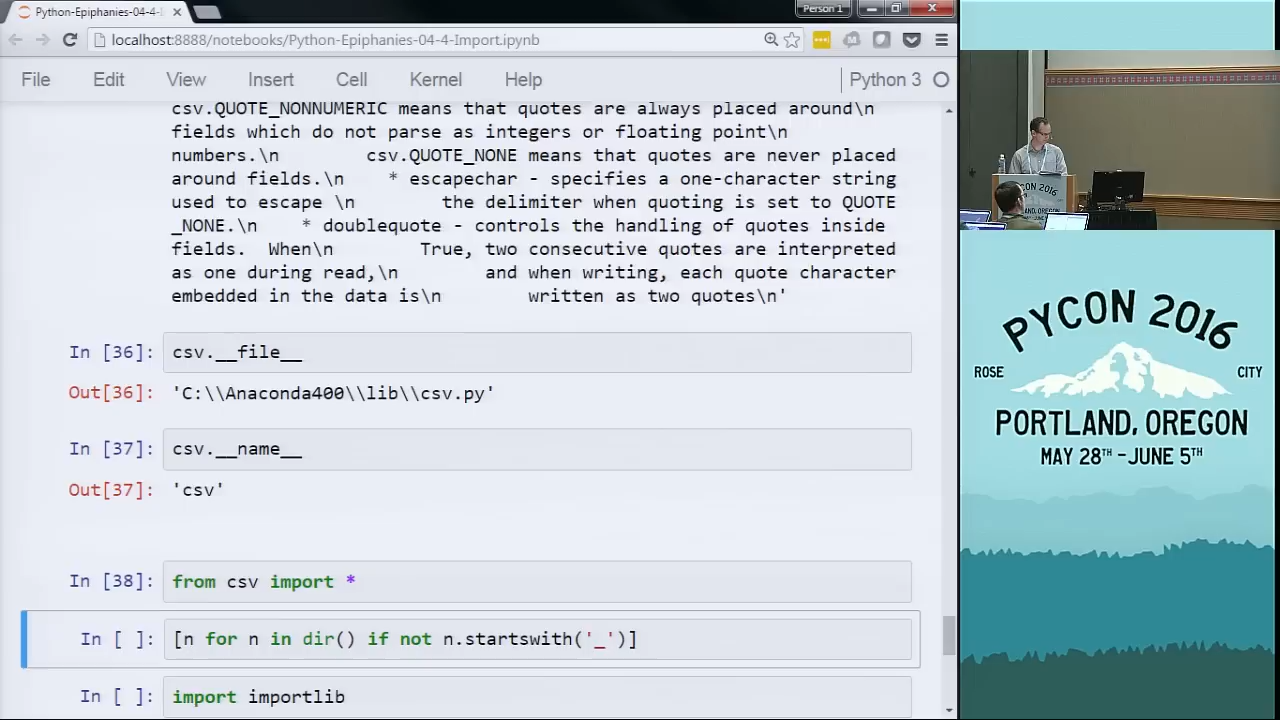 Python-Epiphanies-04-4-I
Person 1
localhost:8888/notebooks/Python-Epiphanies-04-4-Import.ipynb
File Edit View Insert Cell Kernel Help Python 3
csv.QUOTE_NONNUMERIC means that quotes are always placed around\n
fields which do not parse as integers or floating point\n
numbers.\n        csv.QUOTE_NONE means that quotes are never placed
around fields.\n    * escapechar - specifies a one-character string
used to escape \n        the delimiter when quoting is set to QUOTE
_NONE.\n    * doublequote - controls the handling of quotes inside
fields.  When\n        True, two consecutive quotes are interpreted
as one during read,\n        and when writing, each quote character
embedded in the data is\n        written as two quotes\n'
In [36]: csv.__file__
Out[36]: 'C:\\Anaconda400\\lib\\csv.py'
In [37]: csv.__name__
Out[37]: 'csv'
In [38]: from csv import *
In [ ]: [n for n in dir() if not n.startswith('_')]
In [ ]: import importlib
PYCON 2016
PORTLAND, OREGON
PYCON 2016
ROSE CITY
PORTLAND, OREGON
MAY 28TH -JUNE 5TH